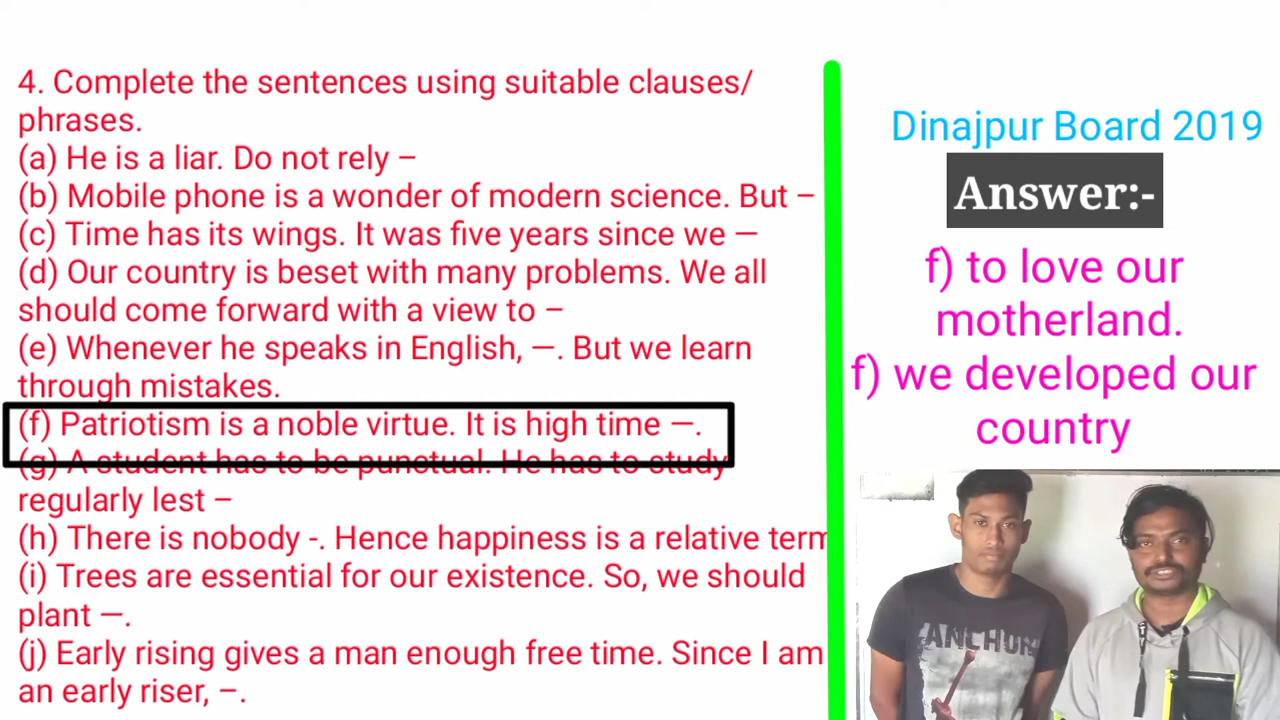 4. Complete the sentences using suitable clauses/
phrases.
(a) He is a liar. Do not rely –
(b) Mobile phone is a wonder of modern science. But –
(c) Time has its wings. It was five years since we —
(d) Our country is beset with many problems. We all
should come forward with a view to –
(e) Whenever he speaks in English, —. But we learn
through mistakes.
(f) Patriotism is a noble virtue. It is high time —.
(g) A student has to be punctual. He has to study
regularly lest –
(h) There is nobody -. Hence happiness is a relative term
(i) Trees are essential for our existence. So, we should
plant —.
(j) Early rising gives a man enough free time. Since I am
an early riser, –.
Dinajpur Board 2019
Answer:-
f) to love our
motherland.
f) we developed our
country